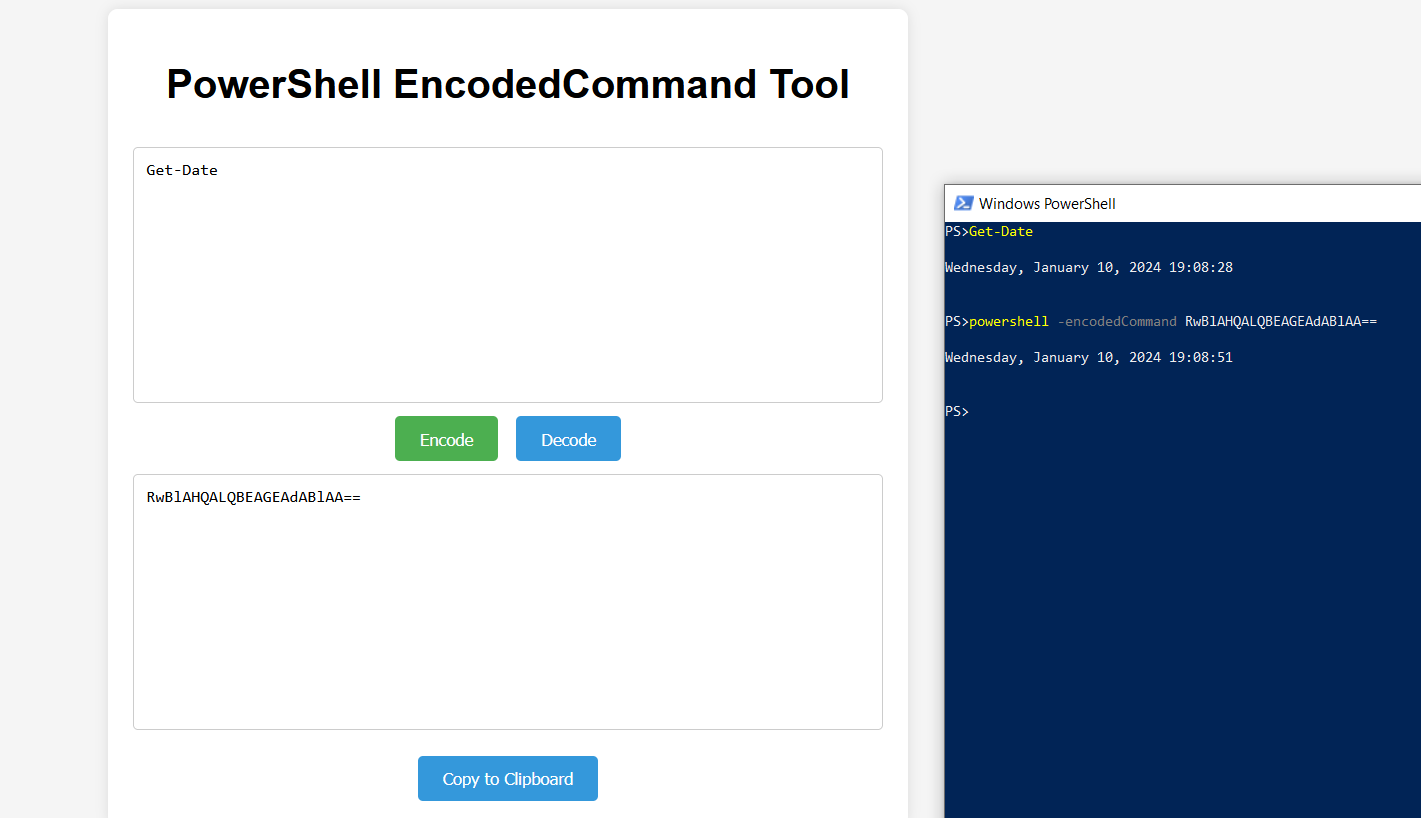 PowerShell EncodedCommand Tool
Get-Date
Encode
Decode
RwBlAHQALQBEAGEAdABlAA==
Copy to Clipboard
Windows PowerShell
PS>Get-Date
Wednesday, January 10, 2024 19:08:28
PS>powershell -encodedCommand RwBlAHQALQBEAGEAdABlAA==
Wednesday, January 10, 2024 19:08:51
PS>